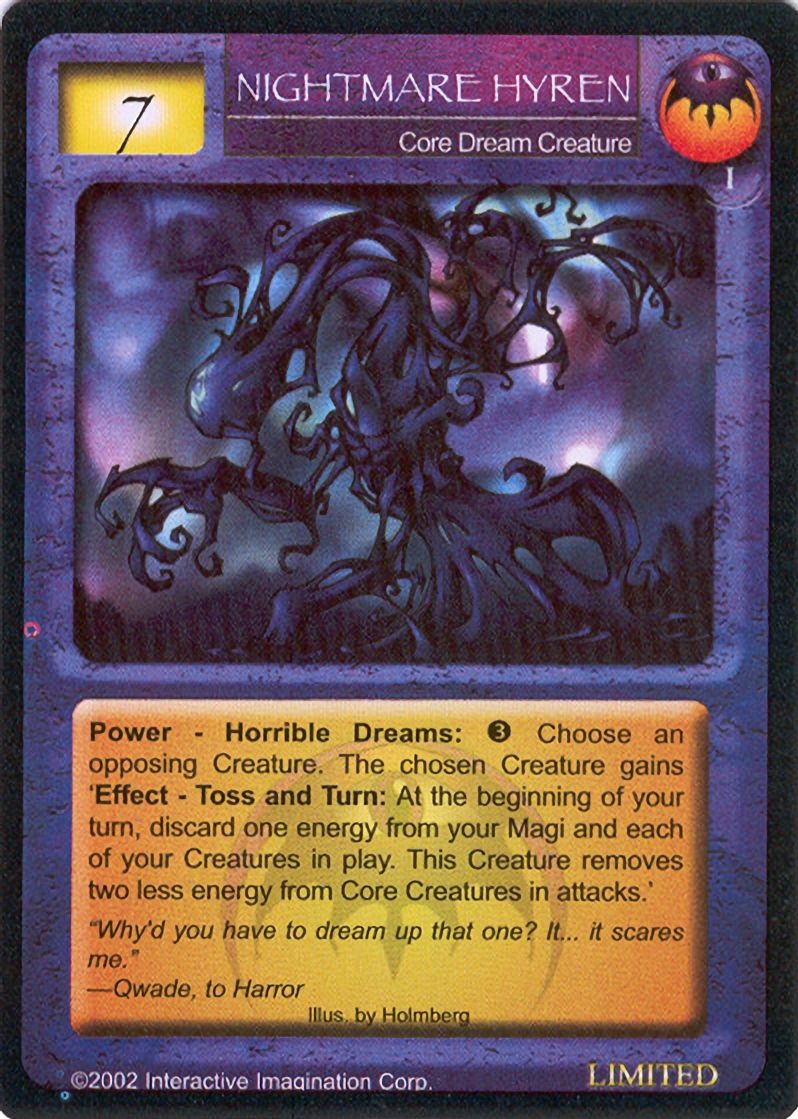 7
NIGHTMARE HYREN
Core Dream Creature
I
Power - Horrible Dreams: ❸ Choose an
opposing Creature. The chosen Creature gains
‘Effect - Toss and Turn: At the beginning of your
turn, discard one energy from your Magi and each
of your Creatures in play. This Creature removes
two less energy from Core Creatures in attacks.’
“Why'd you have to dream up that one? It... it scares
me.”
—Qwade, to Harror
Illus. by Holmberg
©2002 Interactive Imagination Corp.
LIMITED